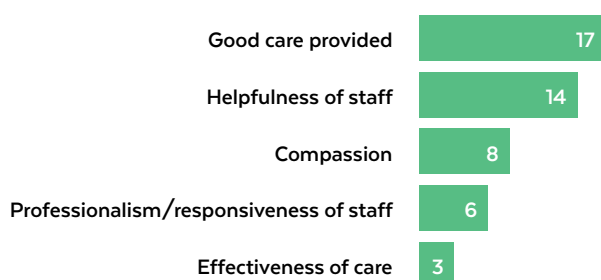 Good care provided 17
Helpfulness of staff 14
Compassion 8
Professionalism/responsiveness of staff 6
Effectiveness of care 3